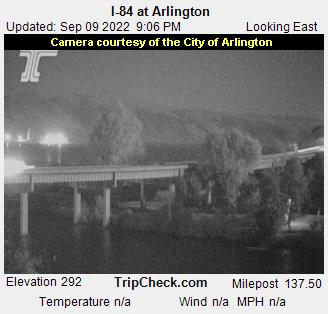 I-84 at Arlington
Updated: Sep 09 2022 9:06 PM Looking East
Camera courtesy of the City of Arlington
Elevation 292 TripCheck.com Milepost 137.50
Temperature n/a Wind n/a MPH n/a